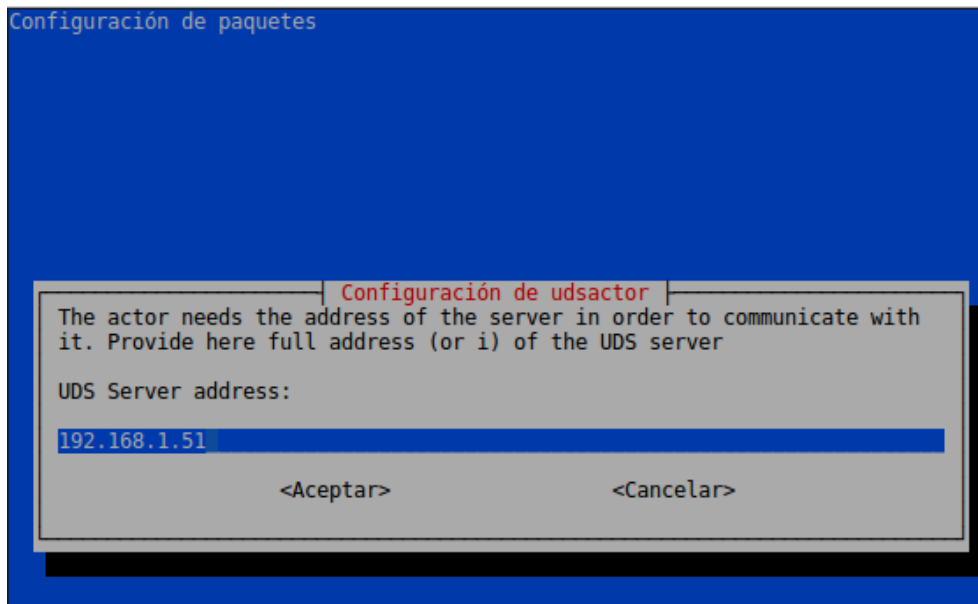 Configuración de paquetes
Configuración de udsactor
The actor needs the address of the server in order to communicate with
it. Provide here full address (or i) of the UDS server
UDS Server address:
192.168.1.51
<Aceptar> <Cancelar>